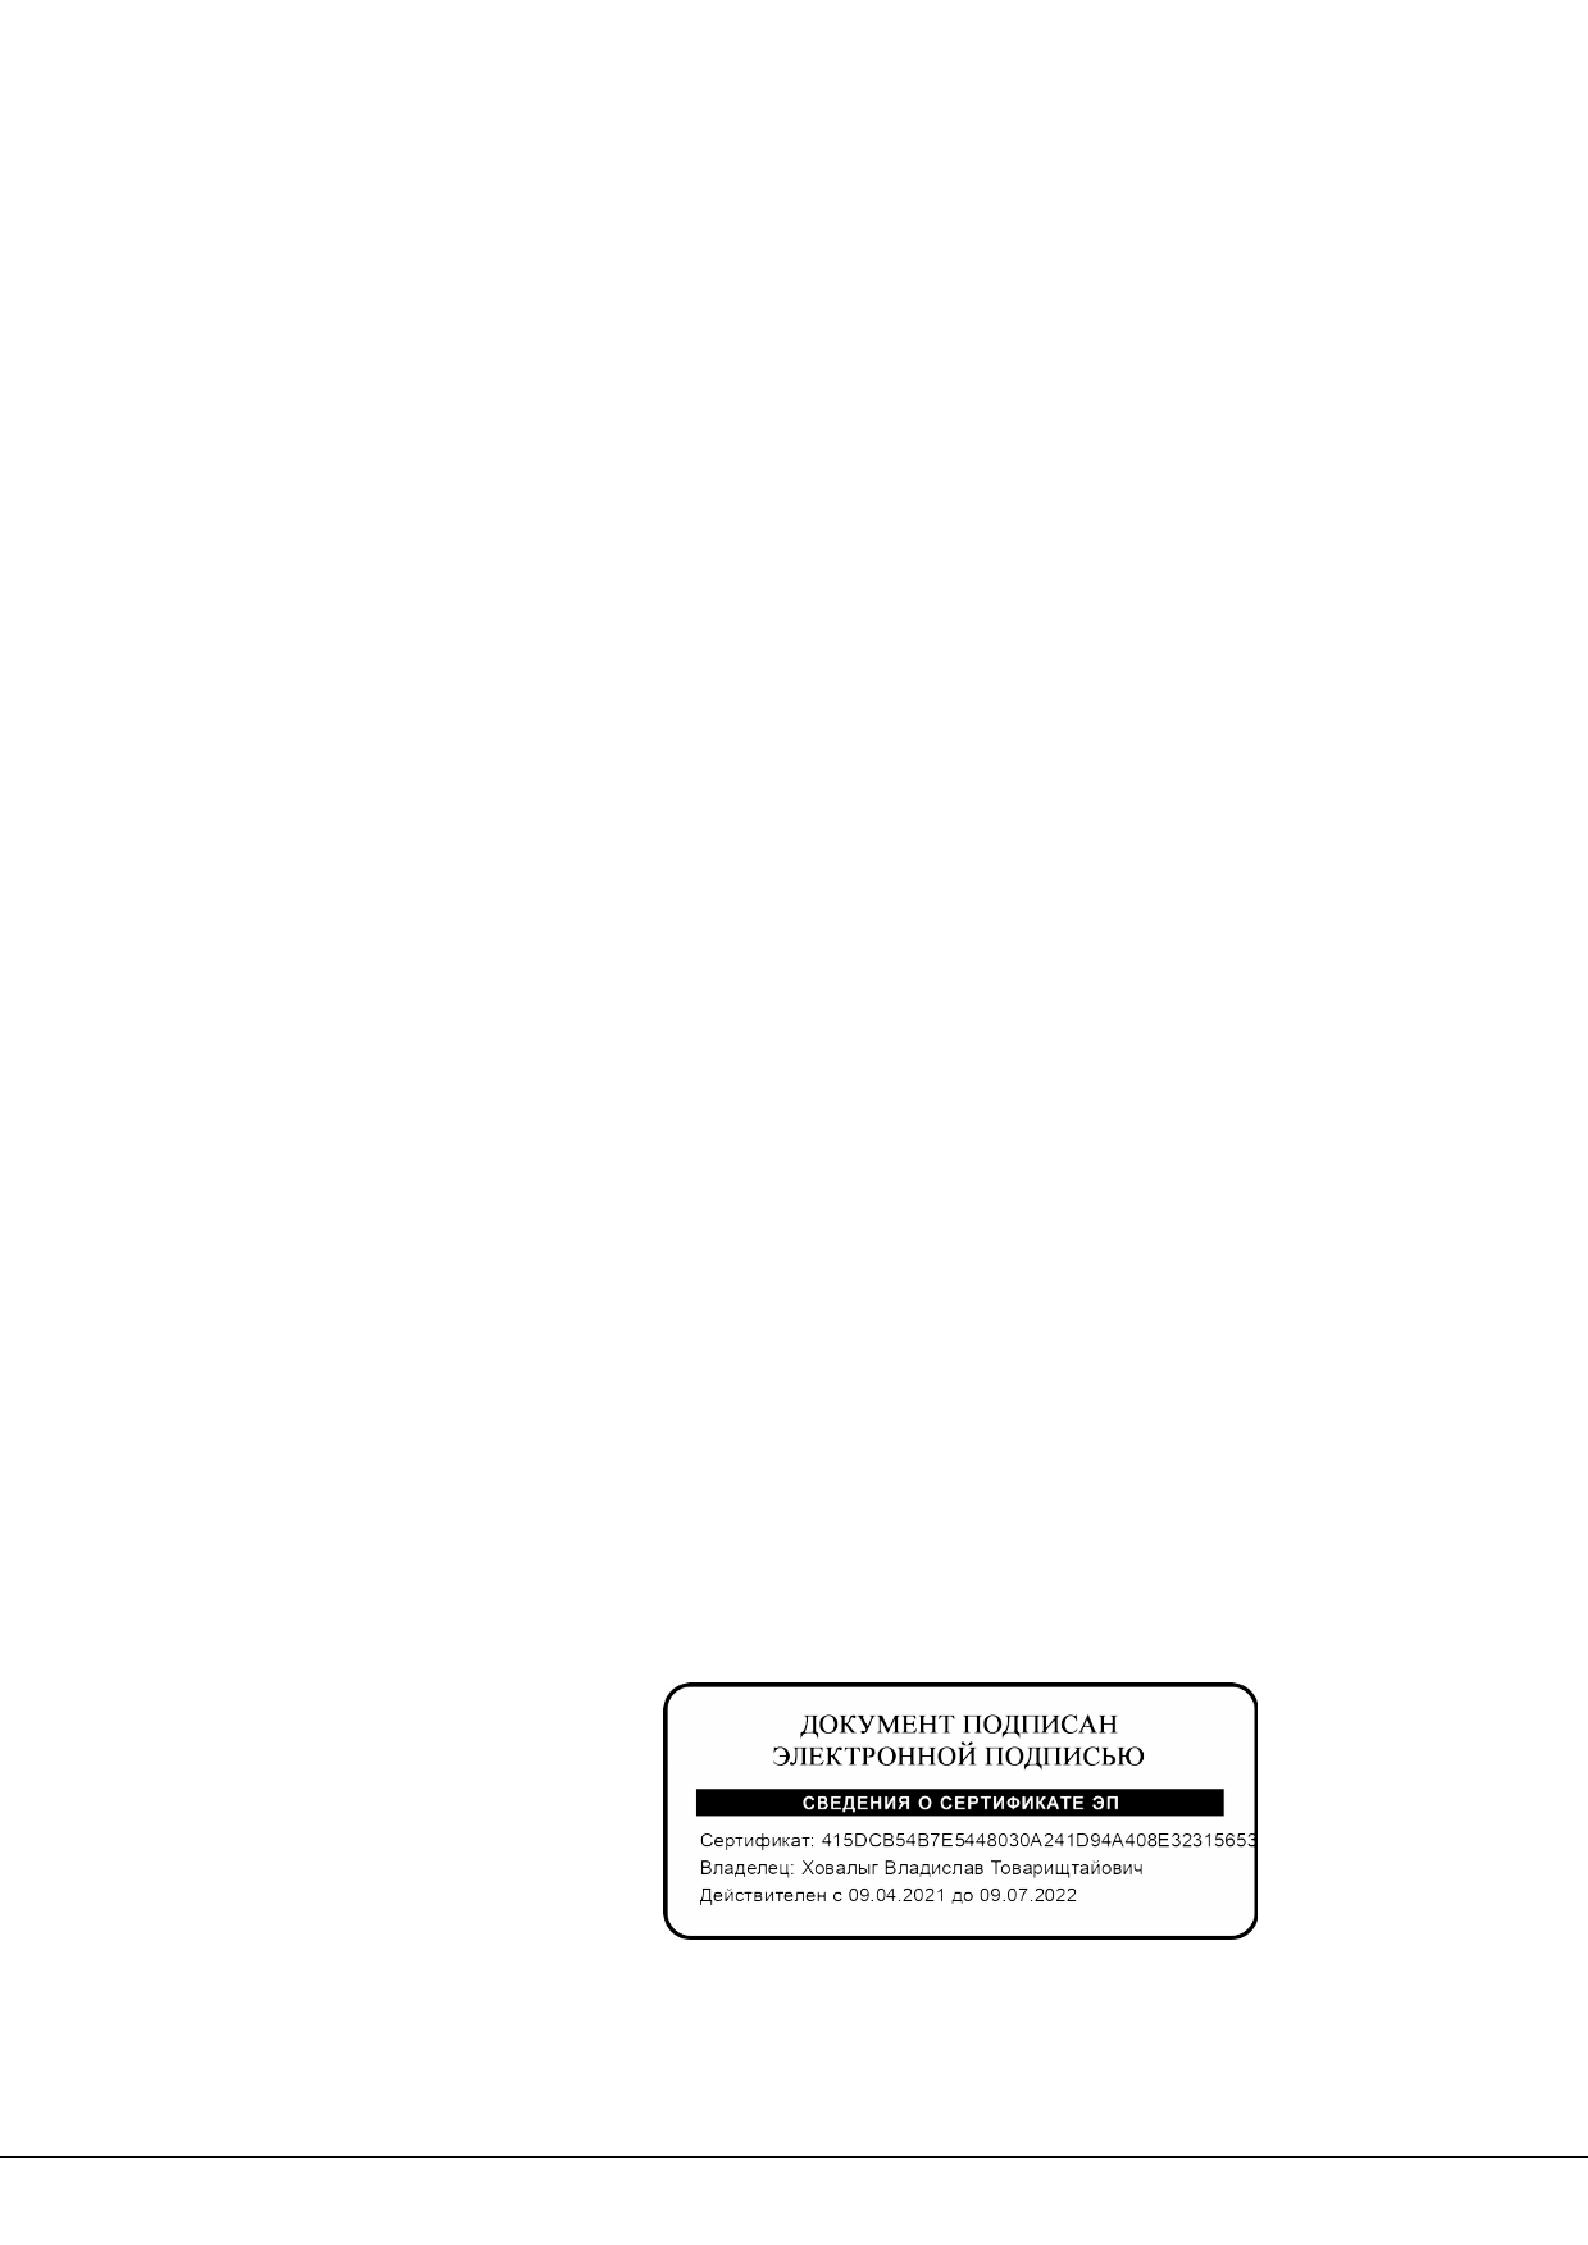 ДОКУМЕНТ ПОДПИСАН
ЭЛЕКТРОННОЙ ПОДПИСЬЮ
СВЕДЕНИЯ О СЕРТИФИКАТЕ ЭП
Сертификат: 415DCB54B7E5448030A241D94A408E32315653
Владелец: Ховалыг Владислав Товарищтайович
Действителен с 09.04.2021 до 09.07.2022